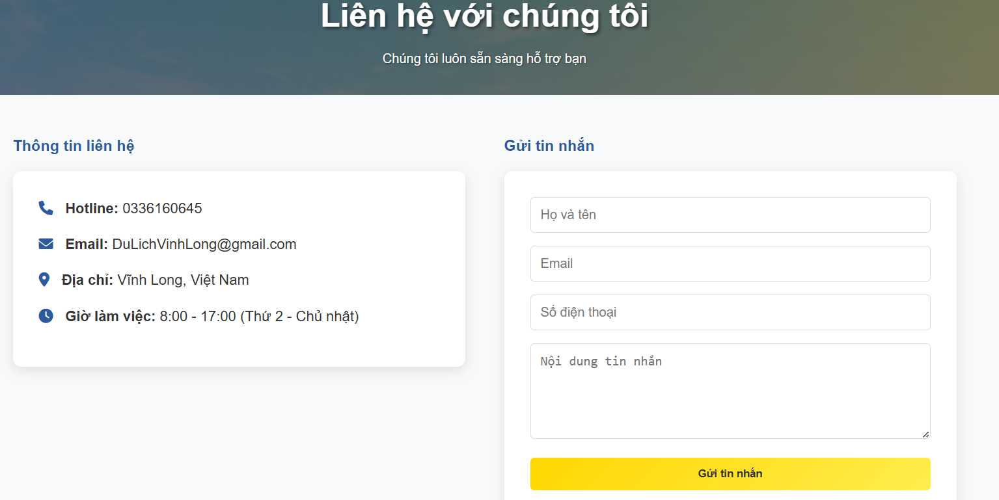 Liên hệ với chúng tôi
Chúng tôi luôn sẵn sàng hỗ trợ bạn
Thông tin liên hệ
Hotline: 0336160645
Email: DuLichVinhLong@gmail.com
Địa chỉ: Vĩnh Long, Việt Nam
Giờ làm việc: 8:00 - 17:00 (Thứ 2 - Chủ nhật)
Gửi tin nhắn
Họ và tên
Email
Số điện thoại
Nội dung tin nhắn
Gửi tin nhắn